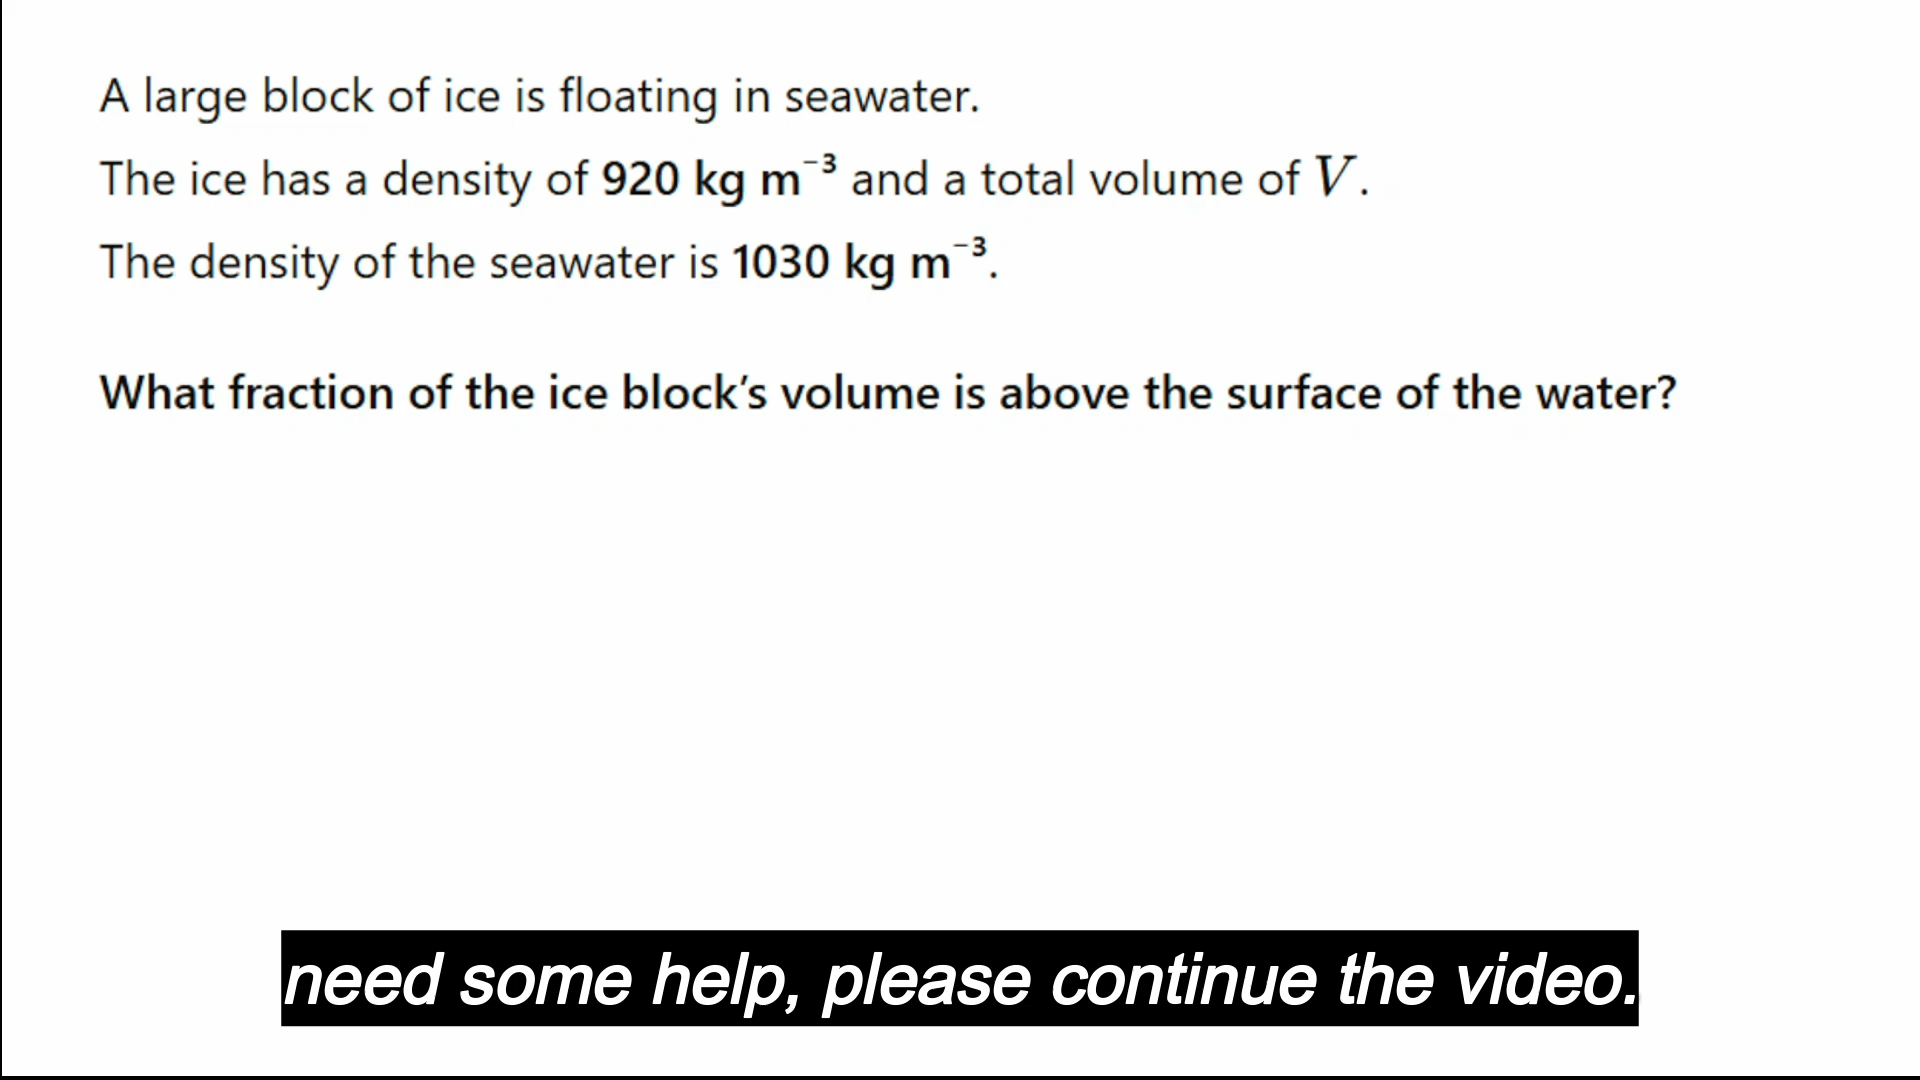 A large block of ice is floating in seawater.
The ice has a density of 920 kg m⁻³ and a total volume of V.
The density of the seawater is 1030 kg m⁻³.
What fraction of the ice block’s volume is above the surface of the water?
need some help, please continue the video.